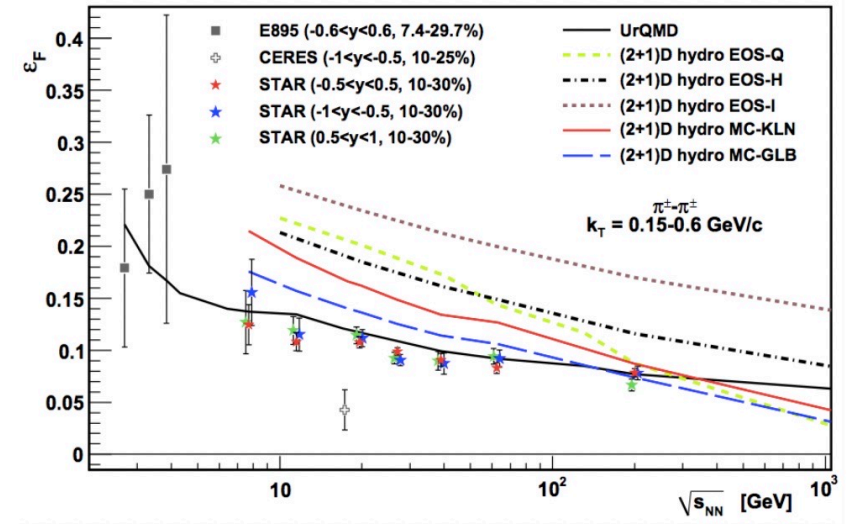 0.4
0.35
0.3
0.25
0.2
0.15
0.1
0.05
0
ε_F
E895 (-0.6<y<0.6, 7.4-29.7%)
CERES (-1<y<-0.5, 10-25%)
STAR (-0.5<y<0.5, 10-30%)
STAR (-1<y<-0.5, 10-30%)
STAR (0.5<y<1, 10-30%)
UrQMD
(2+1)D hydro EOS-Q
(2+1)D hydro EOS-H
(2+1)D hydro EOS-I
(2+1)D hydro MC-KLN
(2+1)D hydro MC-GLB
π±-π±
k_T = 0.15-0.6 GeV/c
10
10²
10³
√s_NN [GeV]